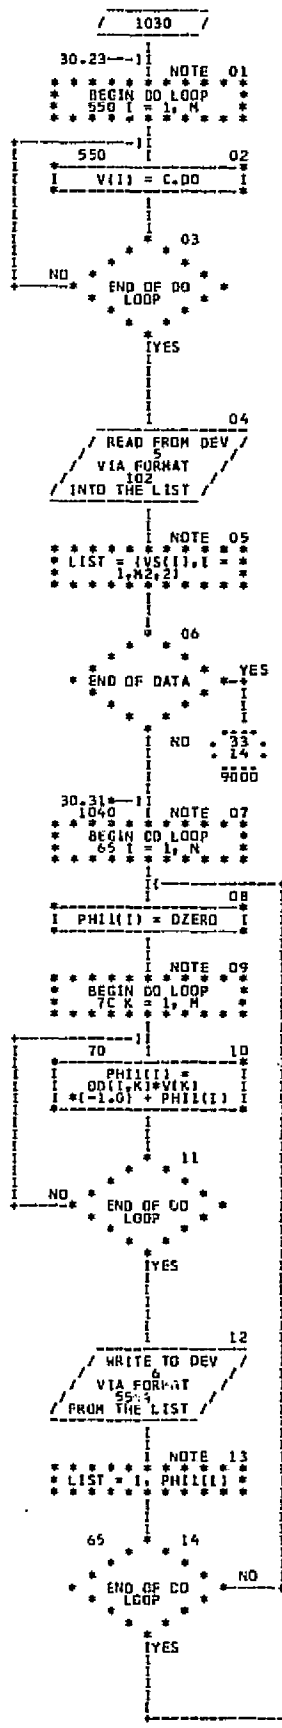 1030
30.23
NOTE 01
BEGIN DO LOOP
550 I = 1, M
550 02
V(I) = C.DO
03
NO END OF DO
LOOP
YES
04
READ FROM DEV
5
VIA FORMAT
102
INTO THE LIST
NOTE 05
LIST = (VS(I),I =
1,M2,2)
06
YES
END OF DATA
NO 33
14
9000
30.31
1040 NOTE 07
BEGIN DO LOOP
65 I = 1, N
08
PHI1(I) = DZERO
NOTE 09
BEGIN DO LOOP
7C K = 1, M
70 10
PHI1(I) =
DD(I,K)*V(K)
*(-1.0) + PHI1(I)
11
NO END OF DO
LOOP
YES
12
WRITE TO DEV
6
VIA FORMAT
FROM THE LIST
NOTE 13
LIST = I, PHI1(I)
65 14
NO
END OF DO
LOOP
YES